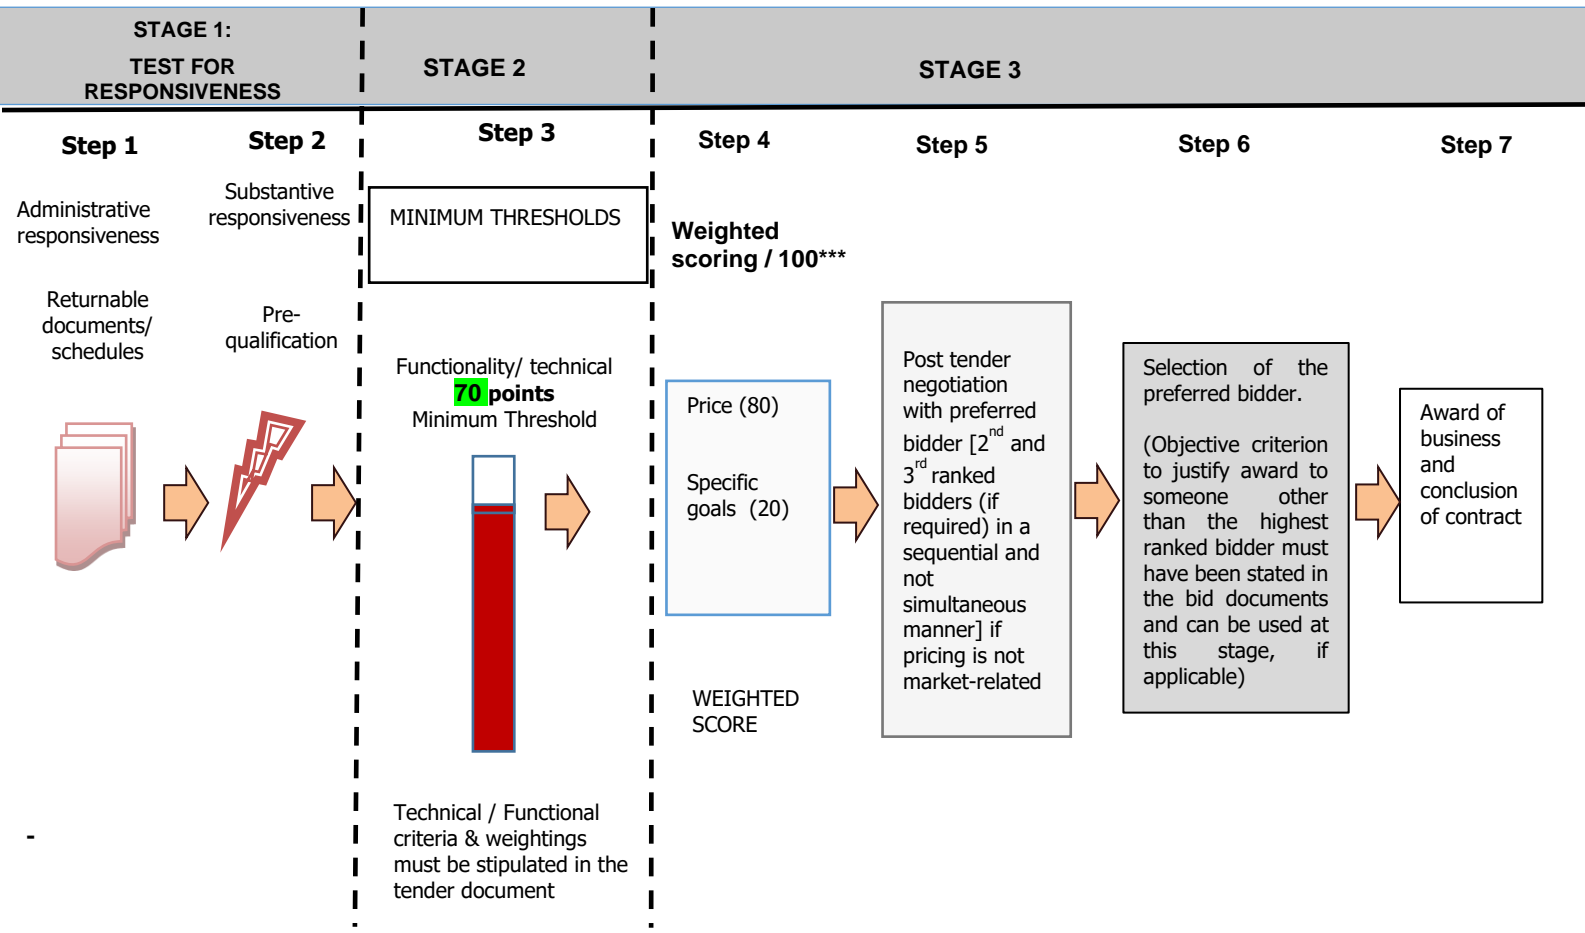 STAGE 1:
TEST FOR
RESPONSIVENESS
STAGE 2
STAGE 3
Step 1
Step 2
Step 3
Step 4
Step 5
Step 6
Step 7
Administrative
responsiveness
Returnable
documents/
schedules
Substantive
responsiveness
Pre-
qualification
MINIMUM THRESHOLDS
Functionality/ technical
70 points
Minimum Threshold
Technical / Functional
criteria & weightings
must be stipulated in the
tender document
Weighted
scoring / 100***
Price (80)
Specific
goals (20)
WEIGHTED
SCORE
Post tender
negotiation
with preferred
bidder [2nd and
3rd ranked
bidders (if
required) in a
sequential and
not
simultaneous
manner] if
pricing is not
market-related
Selection of the
preferred bidder.
(Objective criterion
to justify award to
someone other
than the highest
ranked bidder must
have been stated in
the bid documents
and can be used at
this stage, if
applicable)
Award of
business
and
conclusion
of contract
-